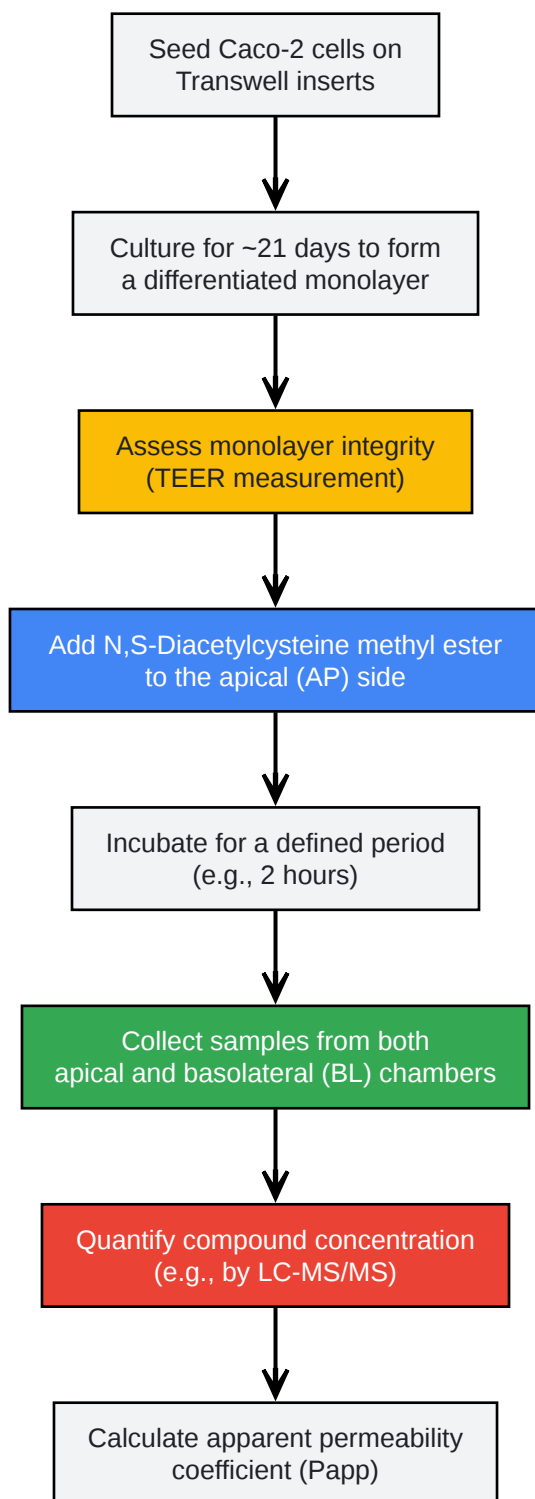 Seed Caco-2 cells on
Transwell inserts
Culture for ~21 days to form
a differentiated monolayer
Assess monolayer integrity
(TEER measurement)
Add N,S-Diacetylcysteine methyl ester
to the apical (AP) side
Incubate for a defined period
(e.g., 2 hours)
Collect samples from both
apical and basolateral (BL) chambers
Quantify compound concentration
(e.g., by LC-MS/MS)
Calculate apparent permeability
coefficient (Papp)